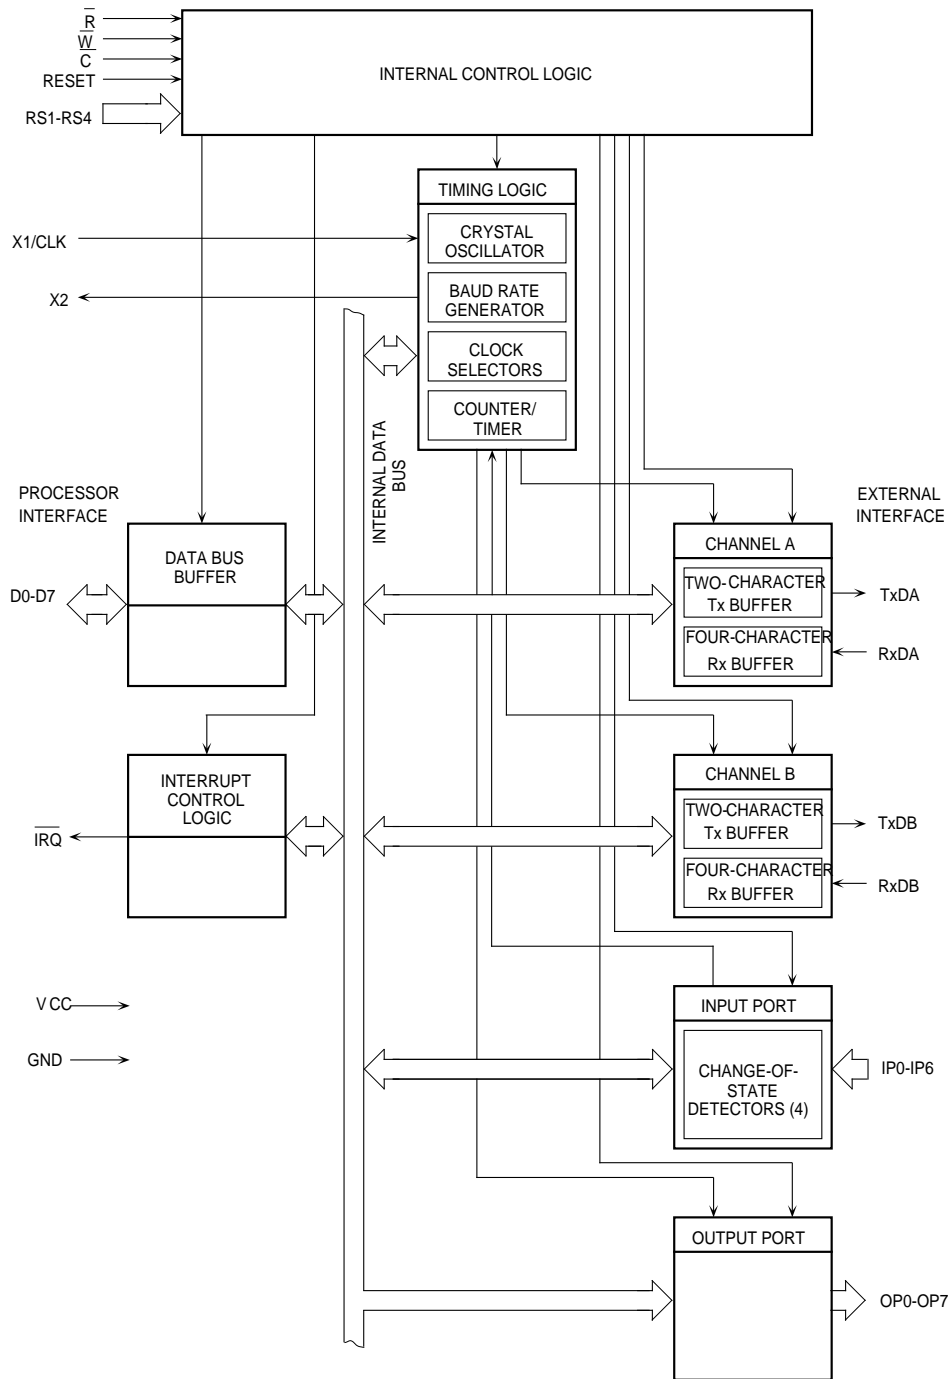 R̅
W̅
C̅
RESET
RS1-RS4
INTERNAL CONTROL LOGIC
TIMING LOGIC
X1/CLK
CRYSTAL
OSCILLATOR
X2
BAUD RATE
GENERATOR
CLOCK
SELECTORS
COUNTER/
TIMER
INTERNAL DATA
BUS
PROCESSOR
INTERFACE
EXTERNAL
INTERFACE
DATA BUS
BUFFER
D0-D7
CHANNEL A
TWO-CHARACTER
Tx BUFFER
TxDA
FOUR-CHARACTER
Rx BUFFER
RxDA
INTERRUPT
CONTROL
LOGIC
I̅R̅Q̅
CHANNEL B
TWO-CHARACTER
Tx BUFFER
TxDB
FOUR-CHARACTER
Rx BUFFER
RxDB
V CC
GND
INPUT PORT
CHANGE-OF-
STATE
DETECTORS (4)
IP0-IP6
OUTPUT PORT
OP0-OP7